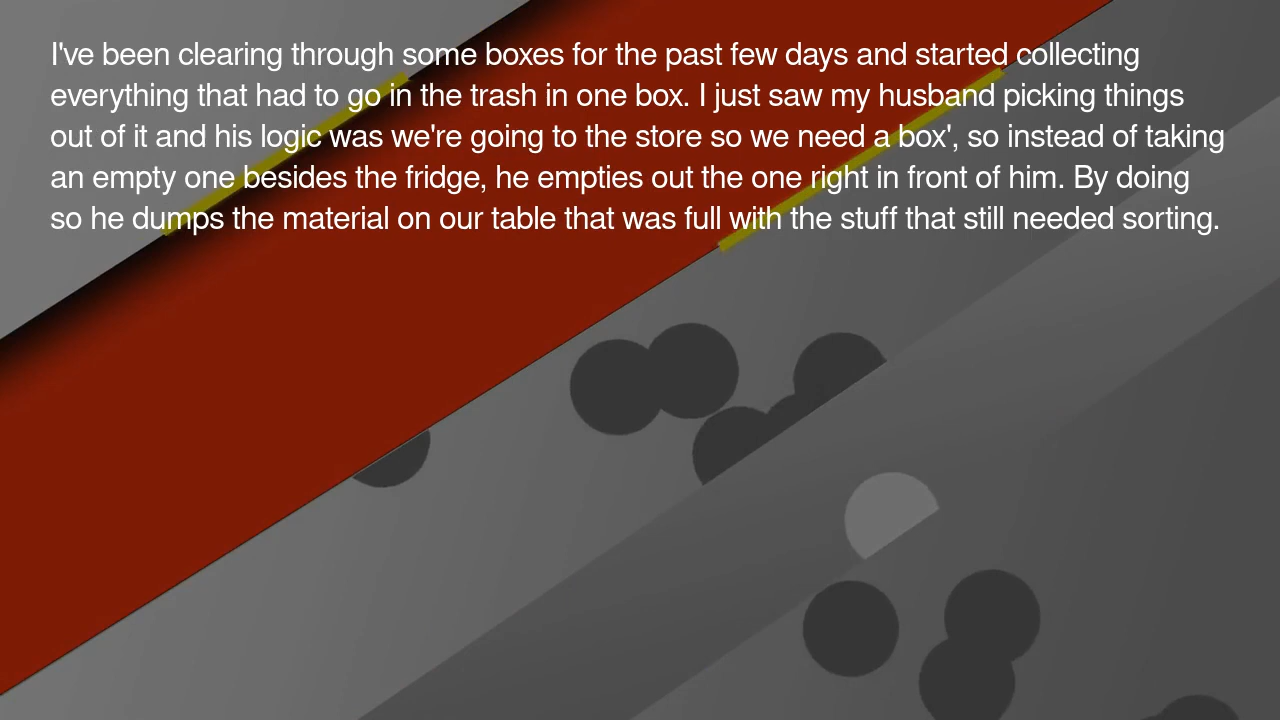 I've been clearing through some boxes for the past few days and started collecting
everything that had to go in the trash in one box. I just saw my husband picking things
out of it and his logic was we're going to the store so we need a box', so instead of taking
an empty one besides the fridge, he empties out the one right in front of him. By doing
so he dumps the material on our table that was full with the stuff that still needed sorting.